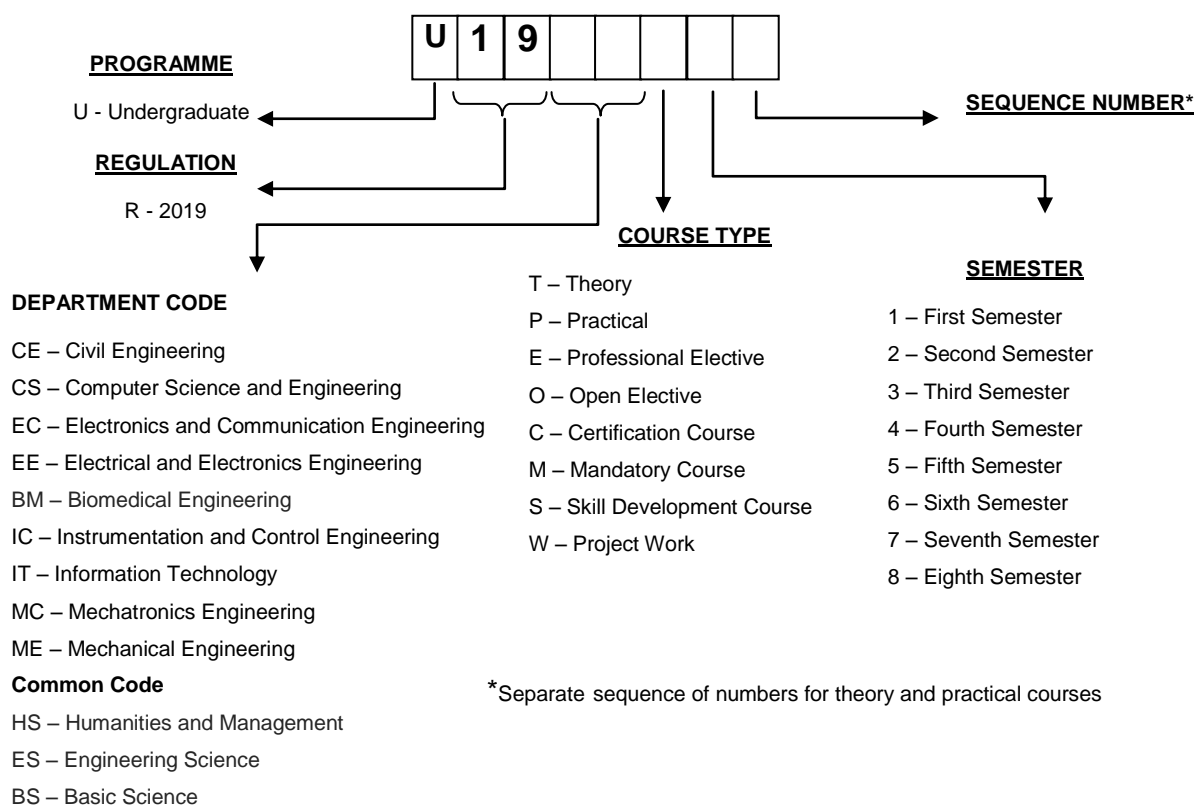 U 1 9
PROGRAMME
U - Undergraduate
SEQUENCE NUMBER*
REGULATION
R - 2019
COURSE TYPE
T – Theory
P – Practical
E – Professional Elective
O – Open Elective
C – Certification Course
M – Mandatory Course
S – Skill Development Course
W – Project Work
SEMESTER
1 – First Semester
2 – Second Semester
3 – Third Semester
4 – Fourth Semester
5 – Fifth Semester
6 – Sixth Semester
7 – Seventh Semester
8 – Eighth Semester
DEPARTMENT CODE
CE – Civil Engineering
CS – Computer Science and Engineering
EC – Electronics and Communication Engineering
EE – Electrical and Electronics Engineering
BM – Biomedical Engineering
IC – Instrumentation and Control Engineering
IT – Information Technology
MC – Mechatronics Engineering
ME – Mechanical Engineering
Common Code
HS – Humanities and Management
ES – Engineering Science
BS – Basic Science
*Separate sequence of numbers for theory and practical courses